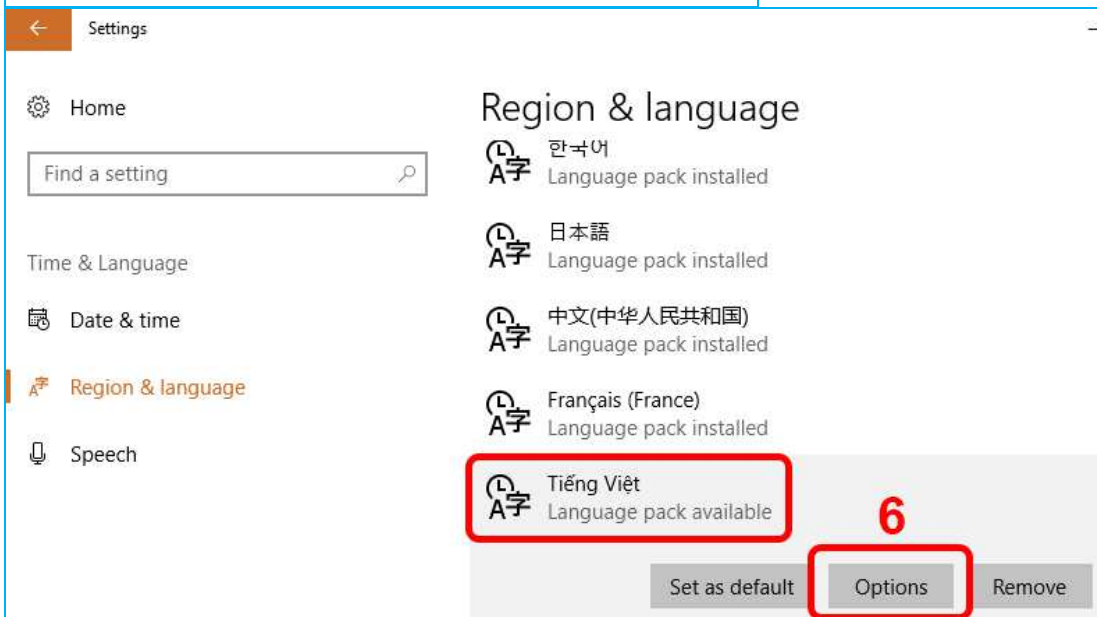 Settings
Home
Find a setting
Time & Language
Date & time
Region & language
Speech
Region & language
한국어
Language pack installed
日本語
Language pack installed
中文(中华人民共和国)
Language pack installed
Français (France)
Language pack installed
Tiếng Việt
Language pack available
6
Set as default Options Remove